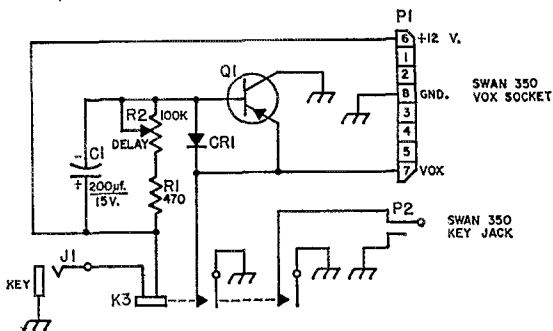 P1
6 +12 V.
1
2
8 GND.
3
4
5
7 VOX
SWAN 350
VOX SOCKET
Q1
R2
100K
DELAY
CR1
C1
-
+
200µf.
15V.
R1
470
P2
SWAN 350
KEY JACK
J1
KEY
K3